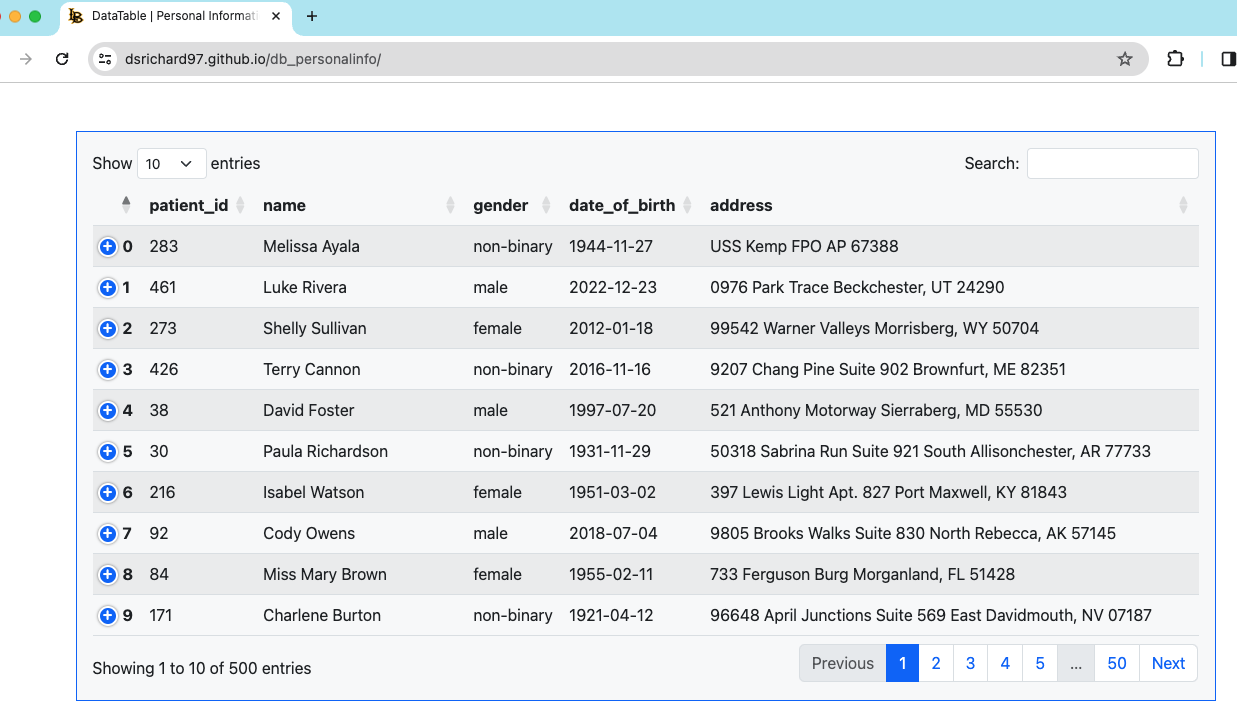 DataTable | Personal Informati
dsrichard97.github.io/db_personalinfo/
Show 10 entries Search:
patient_id name gender date_of_birth address
0 283 Melissa Ayala non-binary 1944-11-27 USS Kemp FPO AP 67388
1 461 Luke Rivera male 2022-12-23 0976 Park Trace Beckchester, UT 24290
2 273 Shelly Sullivan female 2012-01-18 99542 Warner Valleys Morrisberg, WY 50704
3 426 Terry Cannon non-binary 2016-11-16 9207 Chang Pine Suite 902 Brownfurt, ME 82351
4 38 David Foster male 1997-07-20 521 Anthony Motorway Sierraberg, MD 55530
5 30 Paula Richardson non-binary 1931-11-29 50318 Sabrina Run Suite 921 South Allisonchester, AR 77733
6 216 Isabel Watson female 1951-03-02 397 Lewis Light Apt. 827 Port Maxwell, KY 81843
7 92 Cody Owens male 2018-07-04 9805 Brooks Walks Suite 830 North Rebecca, AK 57145
8 84 Miss Mary Brown female 1955-02-11 733 Ferguson Burg Morganland, FL 51428
9 171 Charlene Burton non-binary 1921-04-12 96648 April Junctions Suite 569 East Davidmouth, NV 07187
Showing 1 to 10 of 500 entries Previous 1 2 3 4 5 ... 50 Next